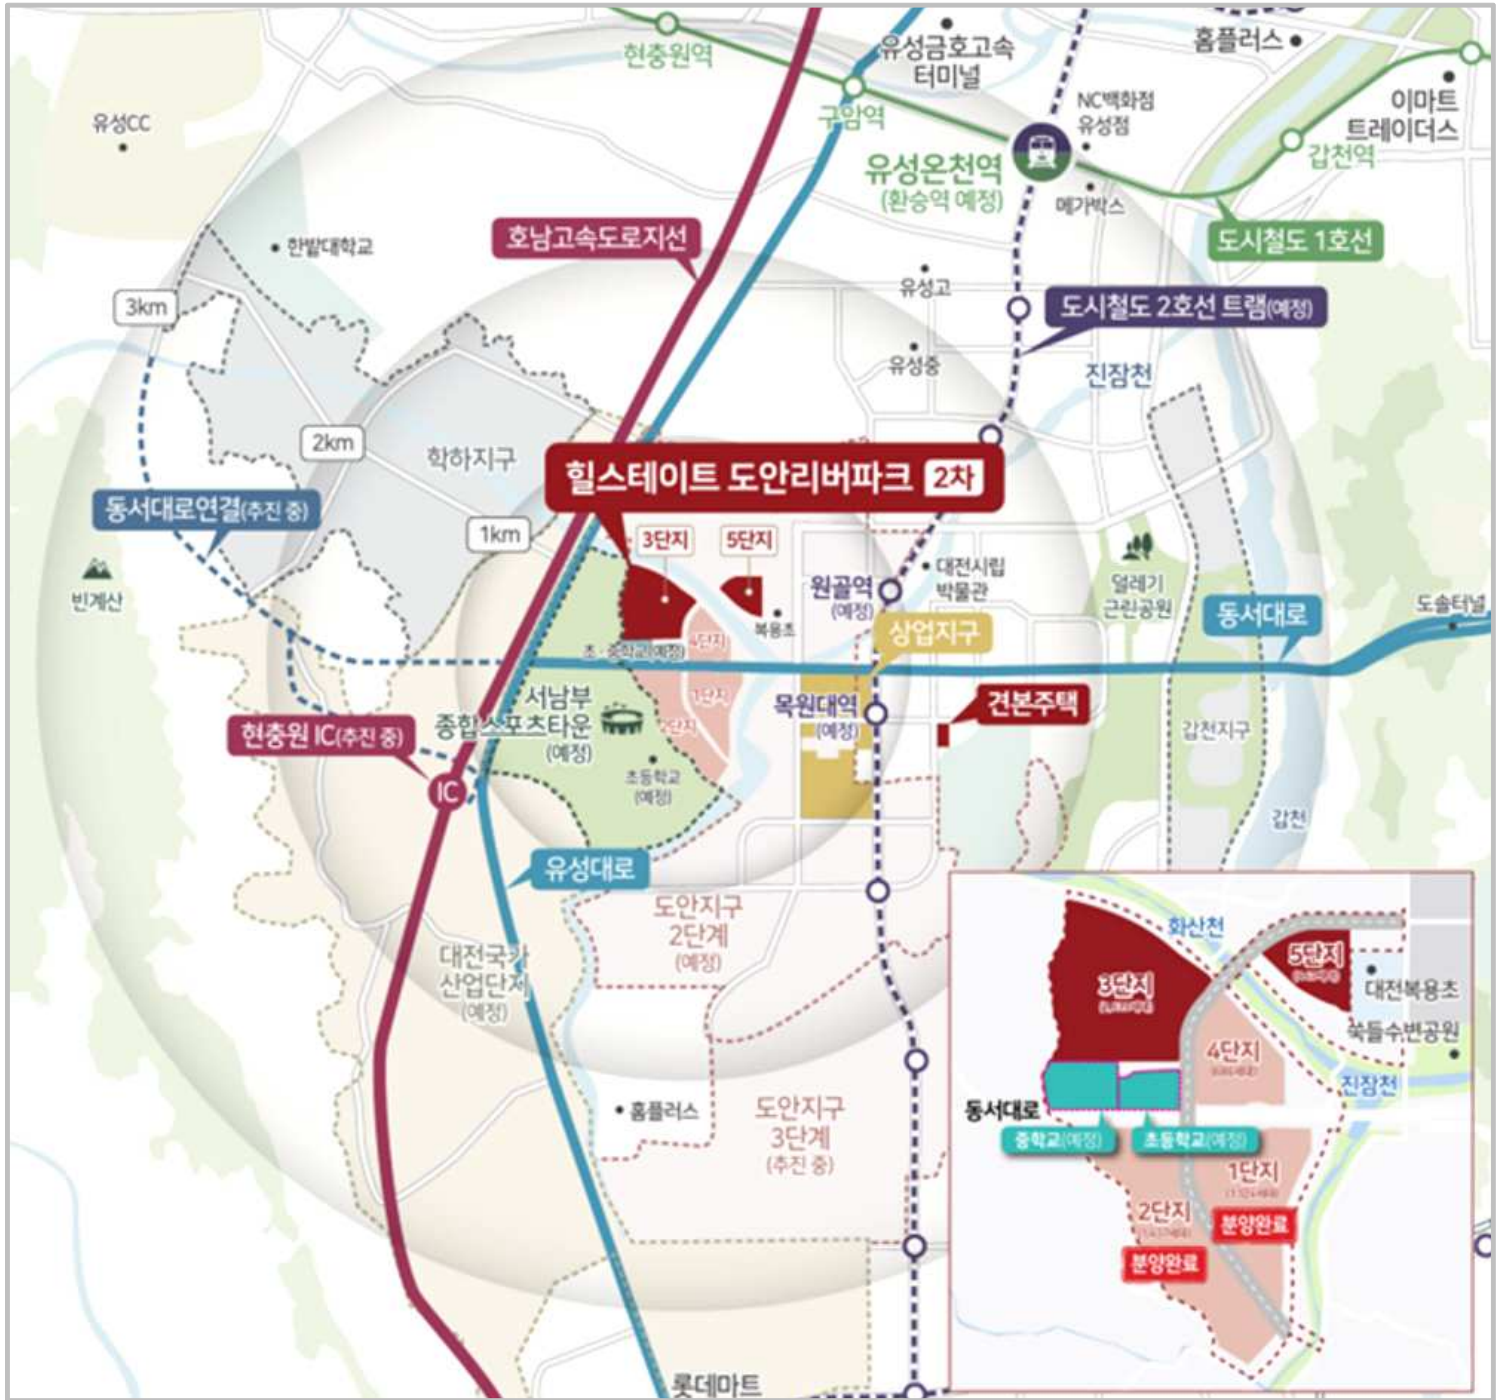 현충원역
유성금호고속
터미널
홈플러스
유성CC
구암역
NC백화점
유성점
이마트
트레이더스
유성온천역
(환승역 예정)
갑천역
메가박스
한밭대학교
호남고속도로지선
도시철도 1호선
유성고
3km
도시철도 2호선 트램(예정)
유성중
진잠천
2km
학하지구
힐스테이트 도안리버파크 2차
동서대로연결(추진 중)
1km
3단지
5단지
빈계산
원골역
(예정)
대전시립
박물관
덜레기
근린공원
도솔터널
복용초
상업지구
동서대로
4단지
초·중학교(예정)
서남부
종합스포츠타운
(예정)
1단지
2단지
목원대역
(예정)
견본주택
갑천지구
현충원 IC(추진 중)
초등학교
(예정)
IC
갑천
유성대로
도안지구
2단계
(예정)
대전국가
산업단지
(예정)
홈플러스
도안지구
3단계
(추진 중)
롯데마트
화산천
5단지
3단지
대전복용초
쑥들수변공원
4단지
진잠천
동서대로
중학교(예정)
초등학교(예정)
1단지
2단지
분양완료
분양완료